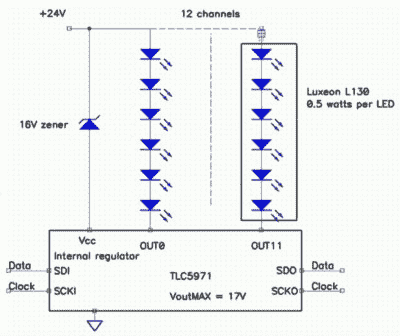 +24V
12 channels
Luxeon L130
0.5 watts per LED
16V zener
Vcc
Internal regulator
OUT0
OUT11
Data
SDI
TLC5971
SDO
Data
Clock
SCKI
VoutMAX = 17V
SCKO
Clock